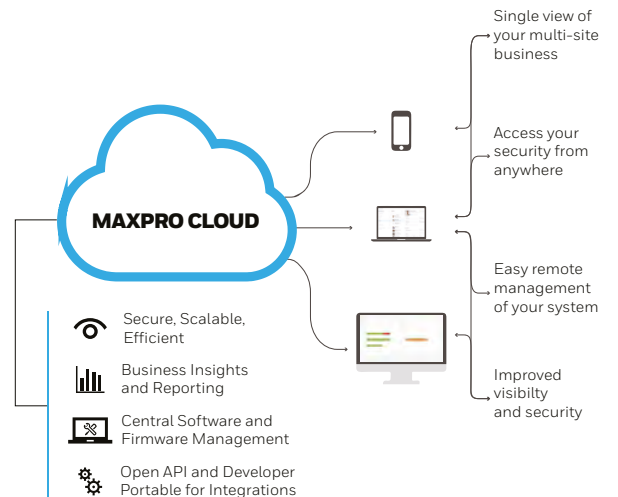 Single view of
your multi-site
business
MAXPRO CLOUD
Access your
security from
anywhere
Easy remote
management
of your system
Improved
visibilty
and security
Secure, Scalable,
Efficient
Business Insights
and Reporting
Central Software and
Firmware Management
Open API and Developer
Portable for Integrations